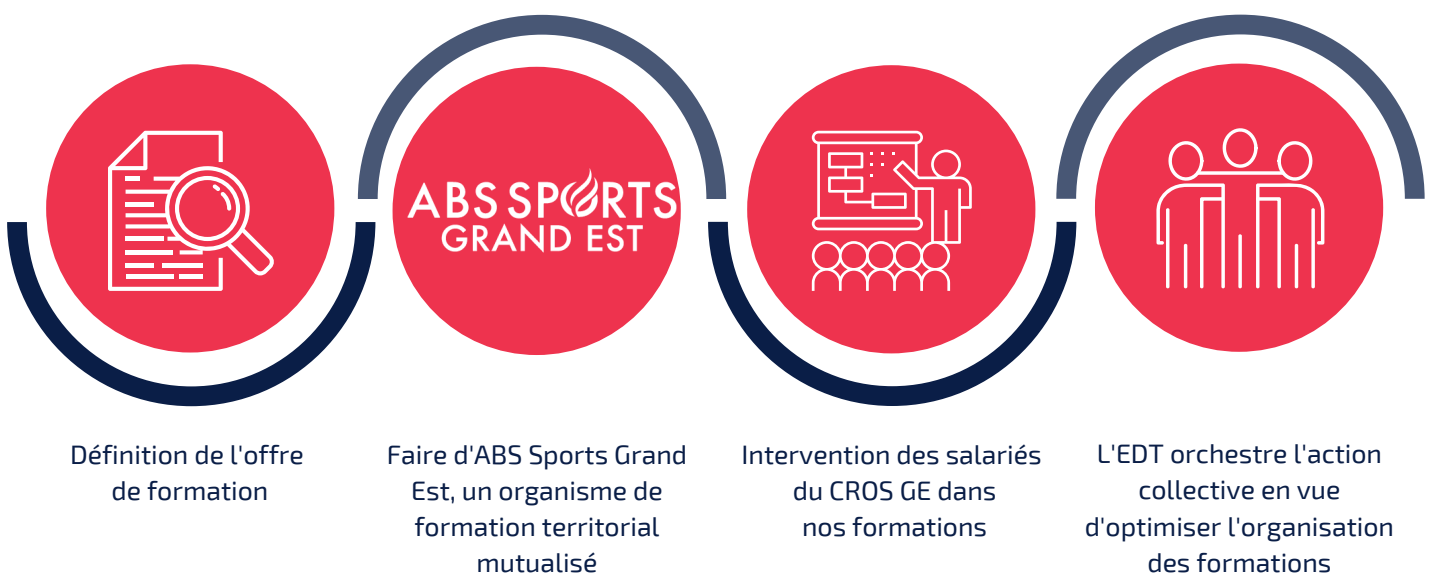 ABS SPORTS
GRAND EST
Définition de l'offre
de formation
Faire d'ABS Sports Grand
Est, un organisme de
formation territorial
mutualisé
Intervention des salariés
du CROS GE dans
nos formations
L'EDT orchestre l'action
collective en vue
d'optimiser l'organisation
des formations